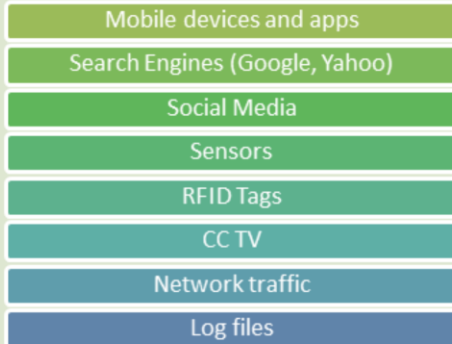 Mobile devices and apps
Search Engines (Google, Yahoo)
Social Media
Sensors
RFID Tags
CC TV
Network traffic
Log files